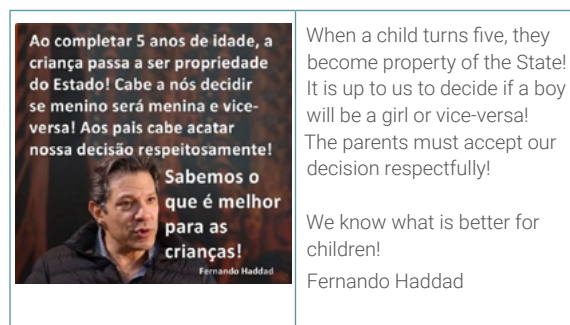 Ao completar 5 anos de idade, a
criança passa a ser propriedade
do Estado! Cabe a nós decidir
se menino será menina e vice-
versa! Aos pais cabe acatar
nossa decisão respeitosamente!
Sabemos o
que é melhor
para as
crianças!
Fernando Haddad
When a child turns five, they
become property of the State!
It is up to us to decide if a boy
will be a girl or vice-versa!
The parents must accept our
decision respectfully!
We know what is better for
children!
Fernando Haddad